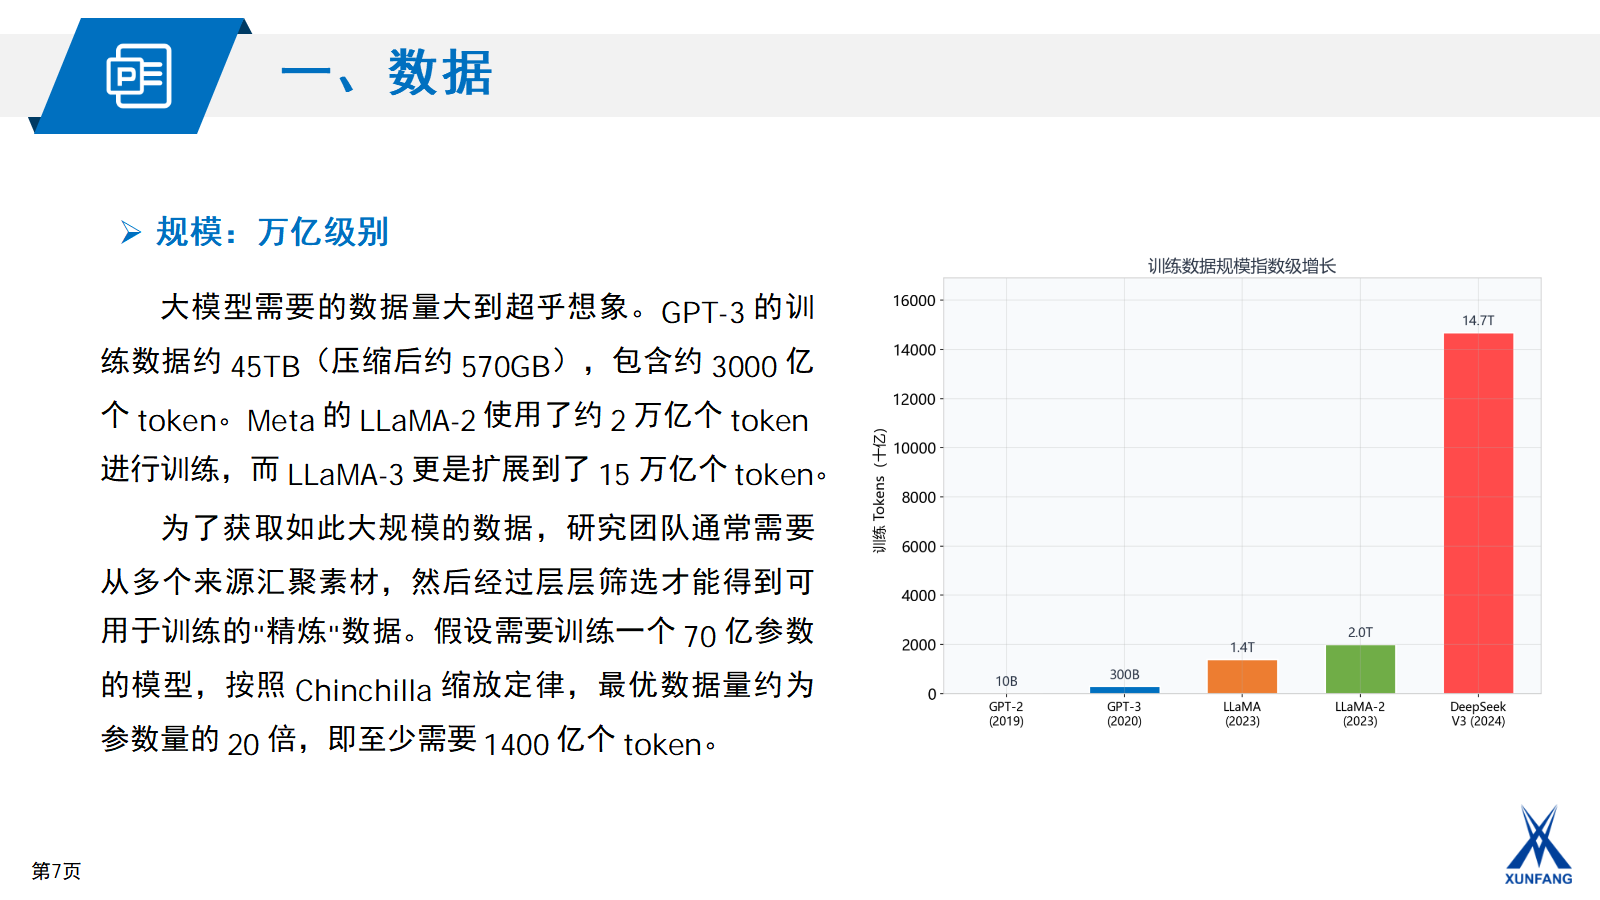 一、数据
规模：万亿级别
大模型需要的数据量大到超乎想象。GPT-3 的训
练数据约 45TB（压缩后约 570GB），包含约 3000 亿
个 token。Meta 的 LLaMA-2 使用了约 2 万亿个 token
进行训练，而 LLaMA-3 更是扩展到了 15 万亿个 token。
为了获取如此大规模的数据，研究团队通常需要
从多个来源汇聚素材，然后经过层层筛选才能得到可
用于训练的"精炼"数据。假设需要训练一个 70 亿参数
的模型，按照 Chinchilla 缩放定律，最优数据量约为
参数量的 20 倍，即至少需要 1400 亿个 token。
训练数据规模指数级增长
训练 Tokens（十亿）
16000
14000
12000
10000
8000
6000
4000
2000
0
10B
300B
1.4T
2.0T
14.7T
GPT-2
(2019)
GPT-3
(2020)
LLaMA
(2023)
LLaMA-2
(2023)
DeepSeek
V3 (2024)
第7页
XUNFANG